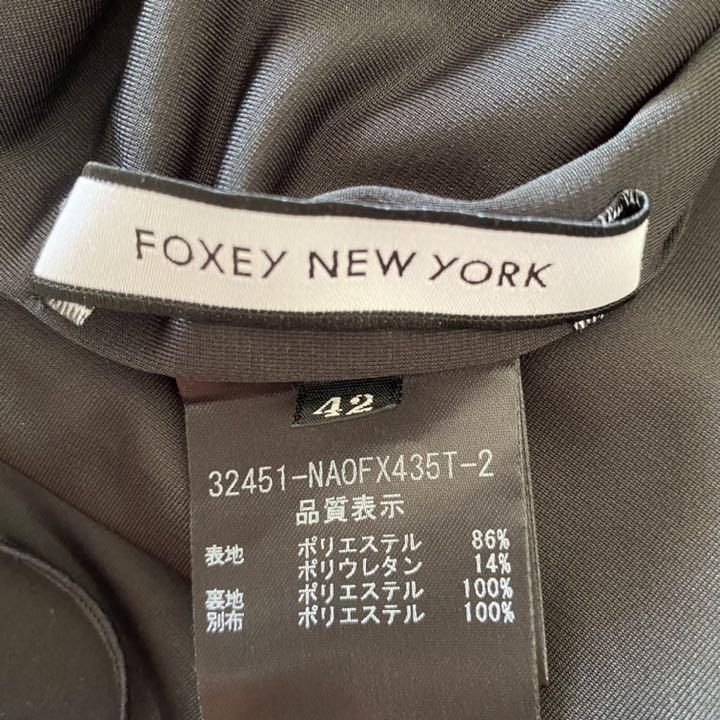 FOXEY NEW YORK
42
32451-NAOFX435T-2
品質表示
表地 ポリエステル 86%
ポリウレタン 14%
裏地 ポリエステル 100%
別布 ポリエステル 100%